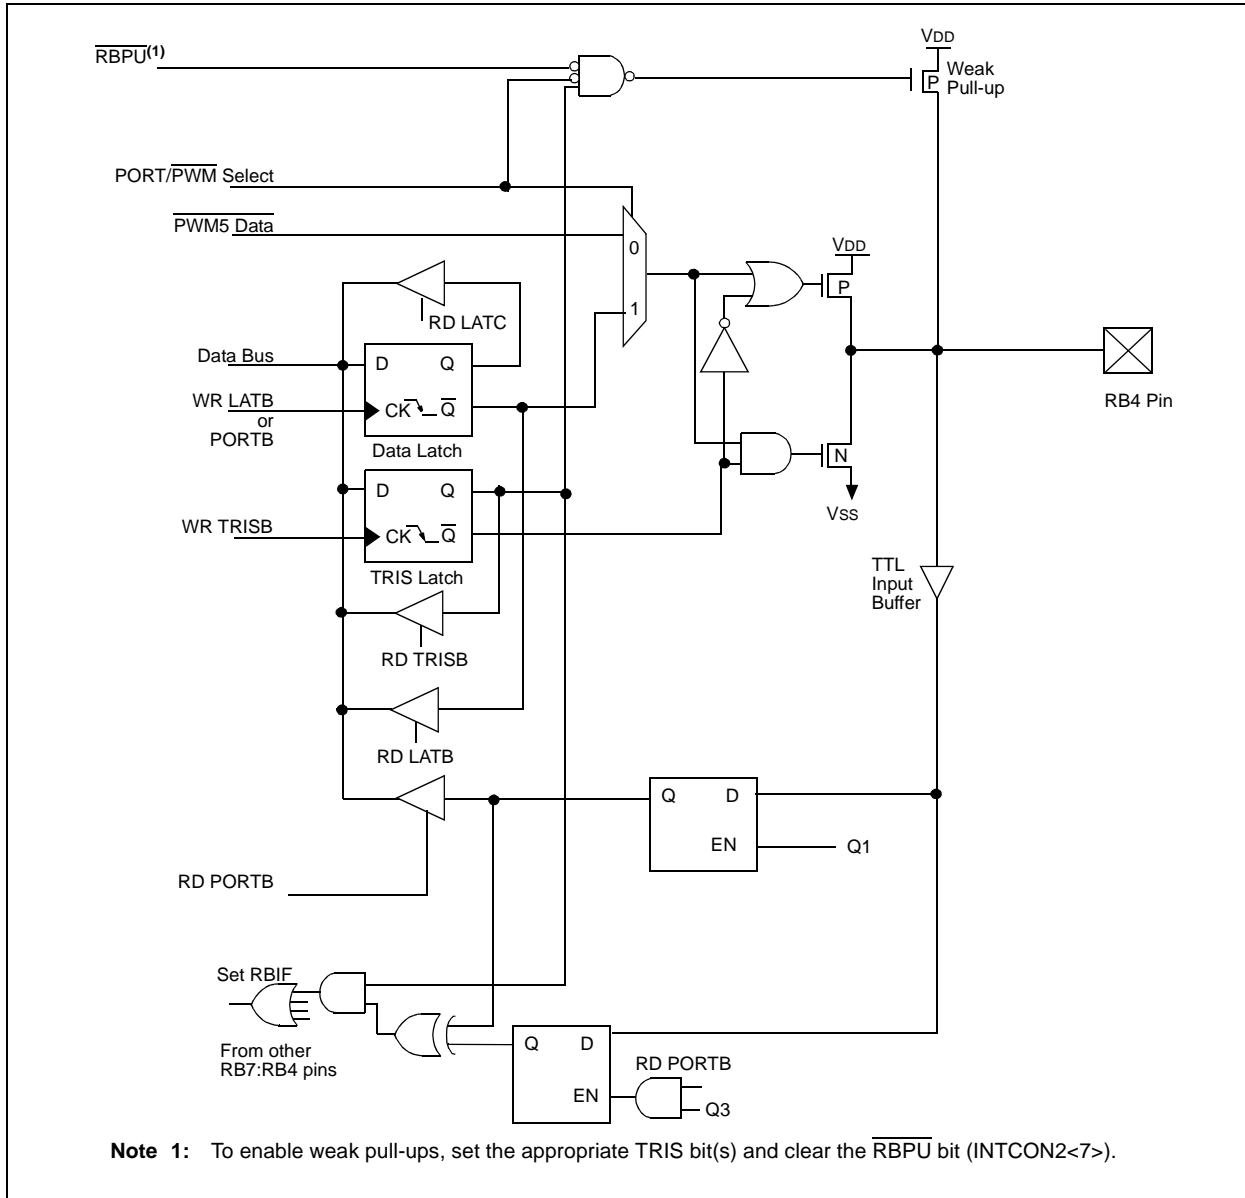 VDD
RBPU(1)
Weak
Pull-up
P
PORT/PWM Select
PWM5 Data
0
1
VDD
P
RD LATC
Data Bus
D Q
WR LATB
or
PORTB
CK Q
Data Latch
RB4 Pin
N
VSS
D Q
WR TRISB
CK Q
TRIS Latch
TTL
Input
Buffer
RD TRISB
RD LATB
Q D
EN
Q1
RD PORTB
Set RBIF
From other
RB7:RB4 pins
Q D
EN
RD PORTB
Q3
Note 1: To enable weak pull-ups, set the appropriate TRIS bit(s) and clear the RBPU bit (INTCON2<7>).